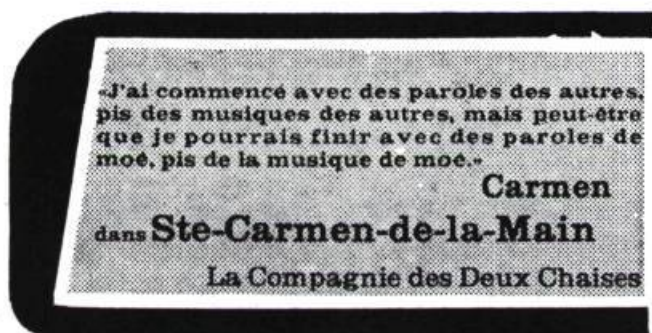 «J'ai commencé avec des paroles des autres,
pis des musiques des autres, mais peut-être
que je pourrais finir avec des paroles de
moé, pis de la musique de moé.»
Carmen
dans Ste-Carmen-de-la-Main
La Compagnie des Deux Chaises